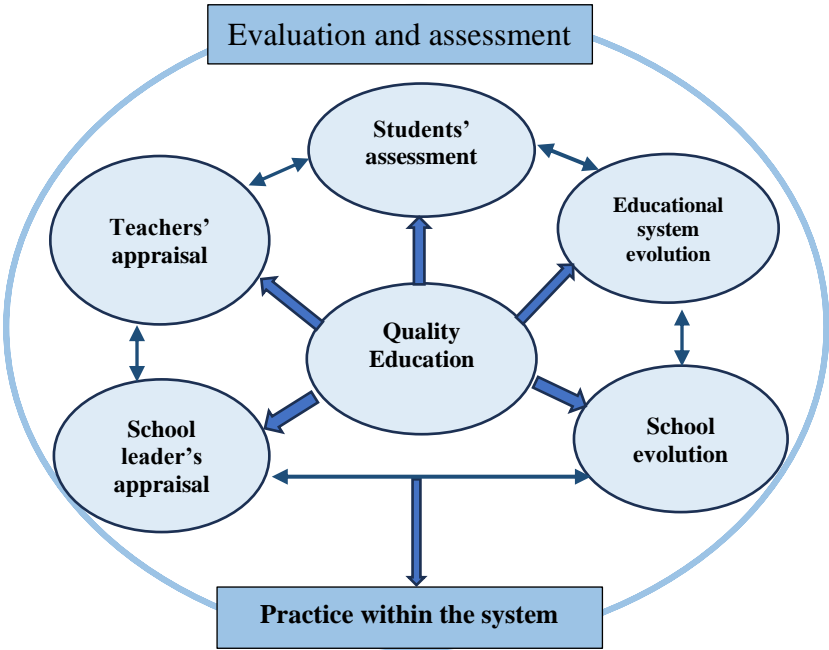 Evaluation and assessment
Students’
assessment
Teachers’
appraisal
Educational
system
evolution
Quality
Education
School
leader’s
appraisal
School
evolution
Practice within the system